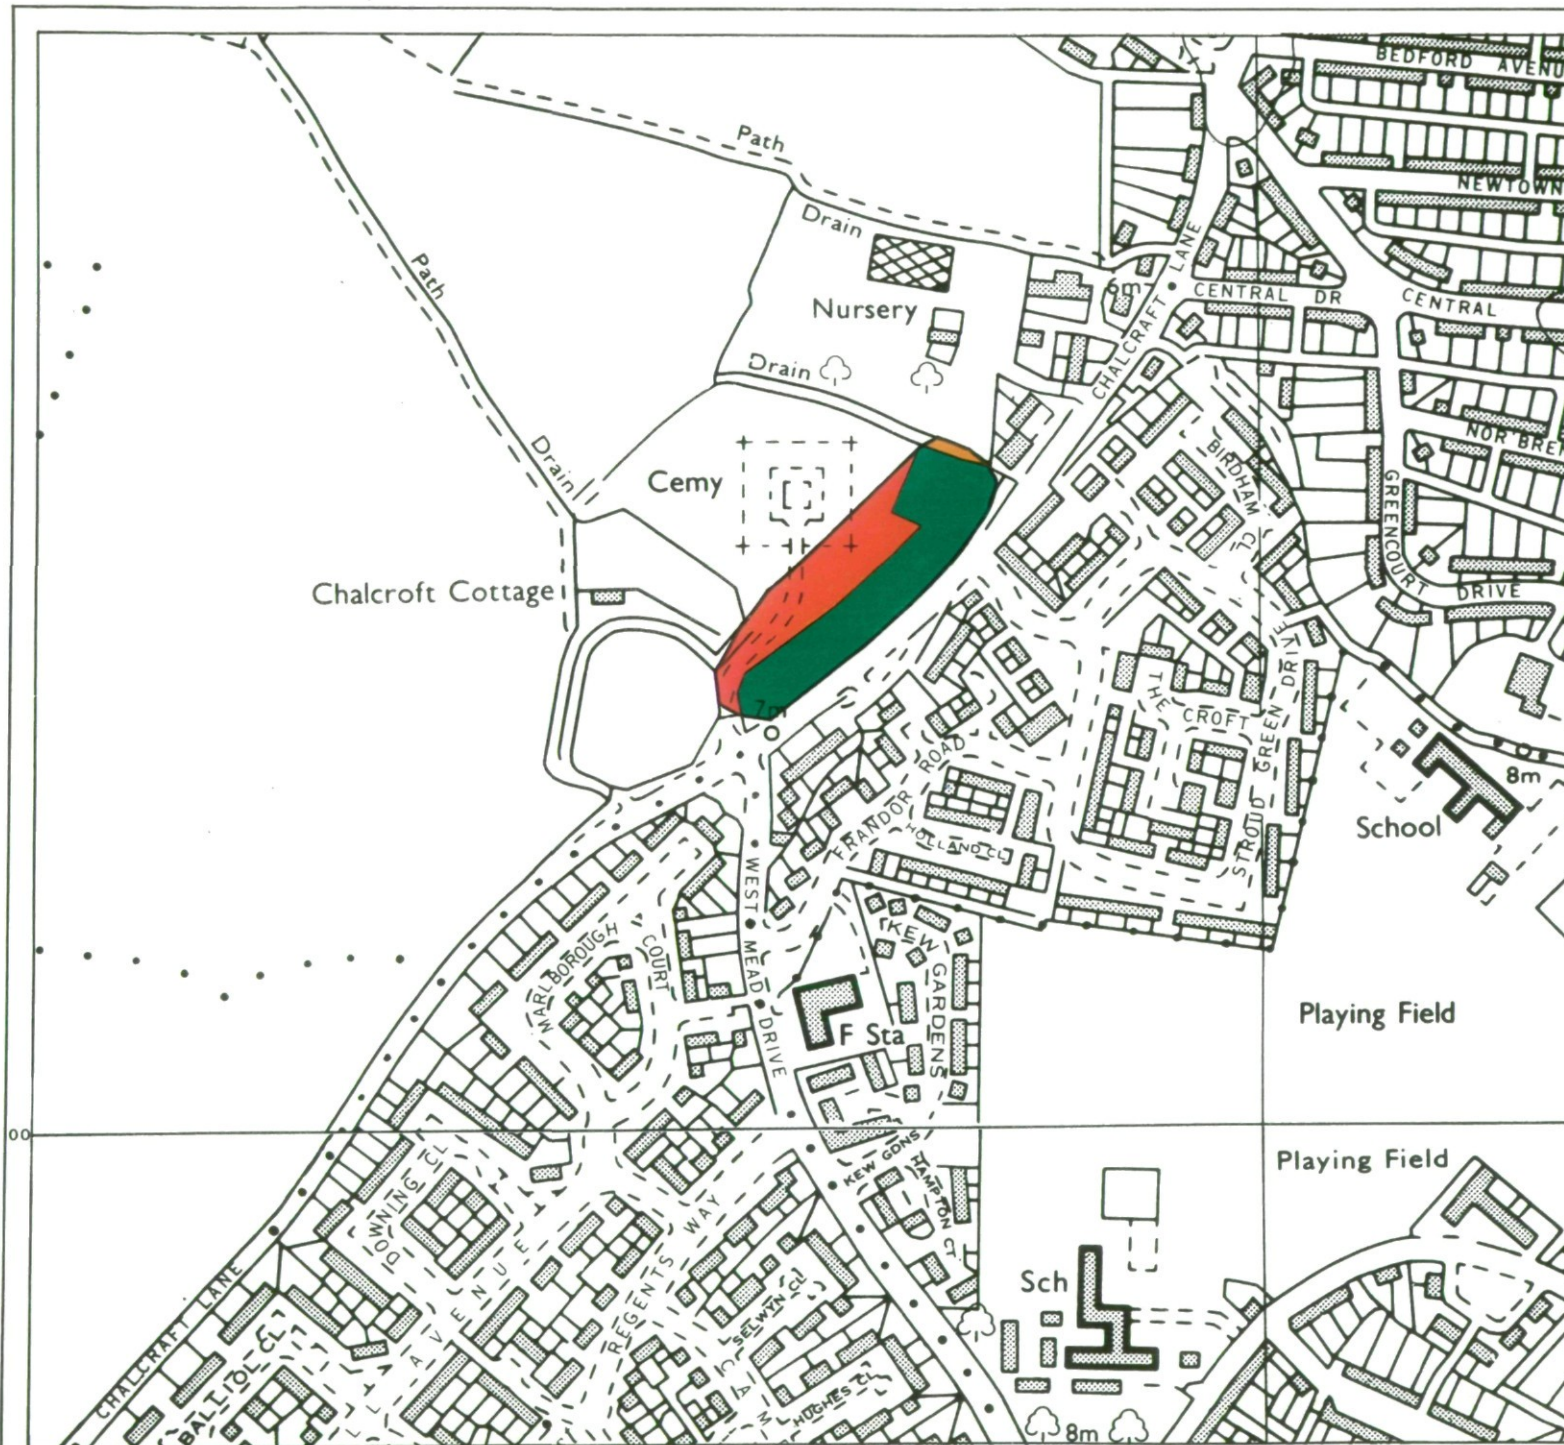 BEDFORD AVENU
Path
NEWTOWN
Drain
LANE
Path
6m
CENTRAL DR
CENTRAL
Nursery
CHALCRAFT
Drain
NOR'BREN
Drain
BIRDHAM CL
Cemy
GREENCOURT
DRIVE
Chalcroft Cottage
THE
CROFT
STROUD GREEN DRIVE
7m
8m
FRANDOR ROAD
School
HOLLAND CL
WEST MEAD DRIVE
MARLBOROUGH
COURT
KEW
GARDENS
Playing Field
F Sta
00
KEW GDNS
HAMPTON CT
Playing Field
DOWNING CL
REGENTS WAY
AVENUE
Sch
CHALCRAFT LANE
SELWYN CL
BALLIOL CL
HUGHES CL
8m